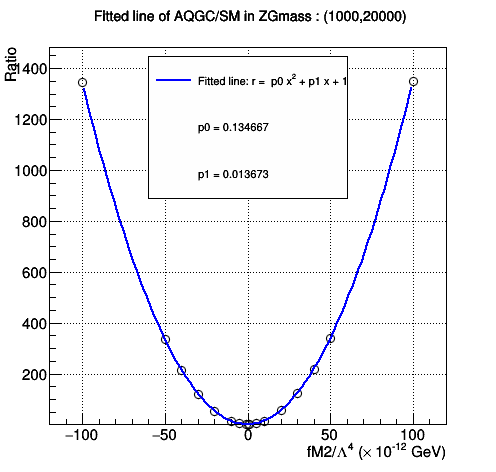 FItted line of AQGC/SM in ZGmass : (1000,20000)
Ratio
1400
1200
1000
800
600
400
200
Fitted line: r = p0 x² + p1 x + 1
p0 = 0.134667
p1 = 0.013673
−100
−50
0
50
100
fM2/Λ⁴ (× 10⁻¹² GeV)